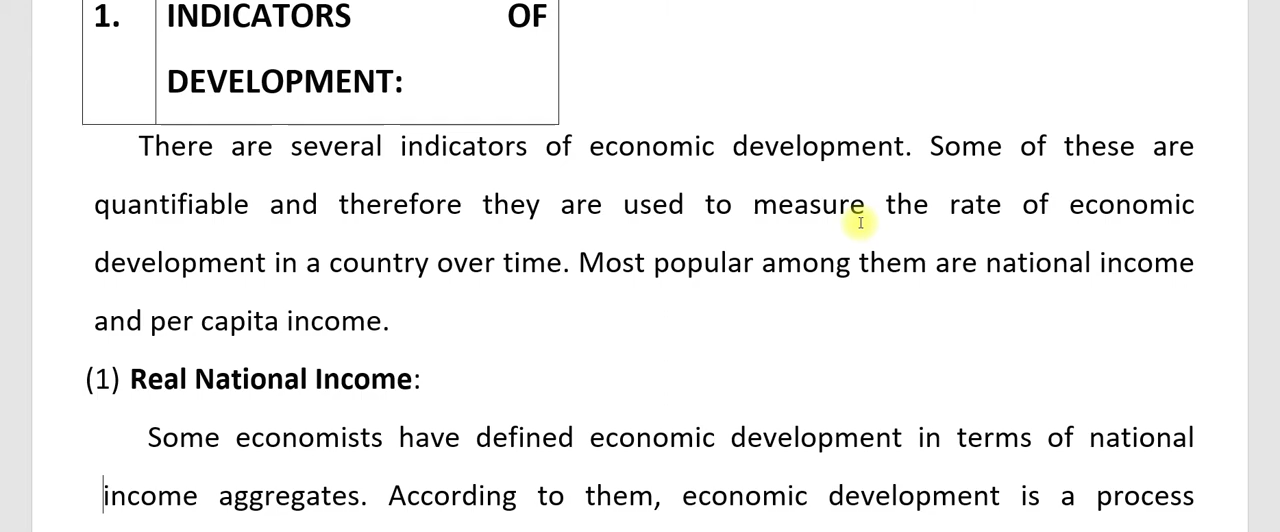 1. INDICATORS OF
DEVELOPMENT:
There are several indicators of economic development. Some of these are
quantifiable and therefore they are used to measure the rate of economic
development in a country over time. Most popular among them are national income
and per capita income.
(1) Real National Income:
Some economists have defined economic development in terms of national
income aggregates. According to them, economic development is a process